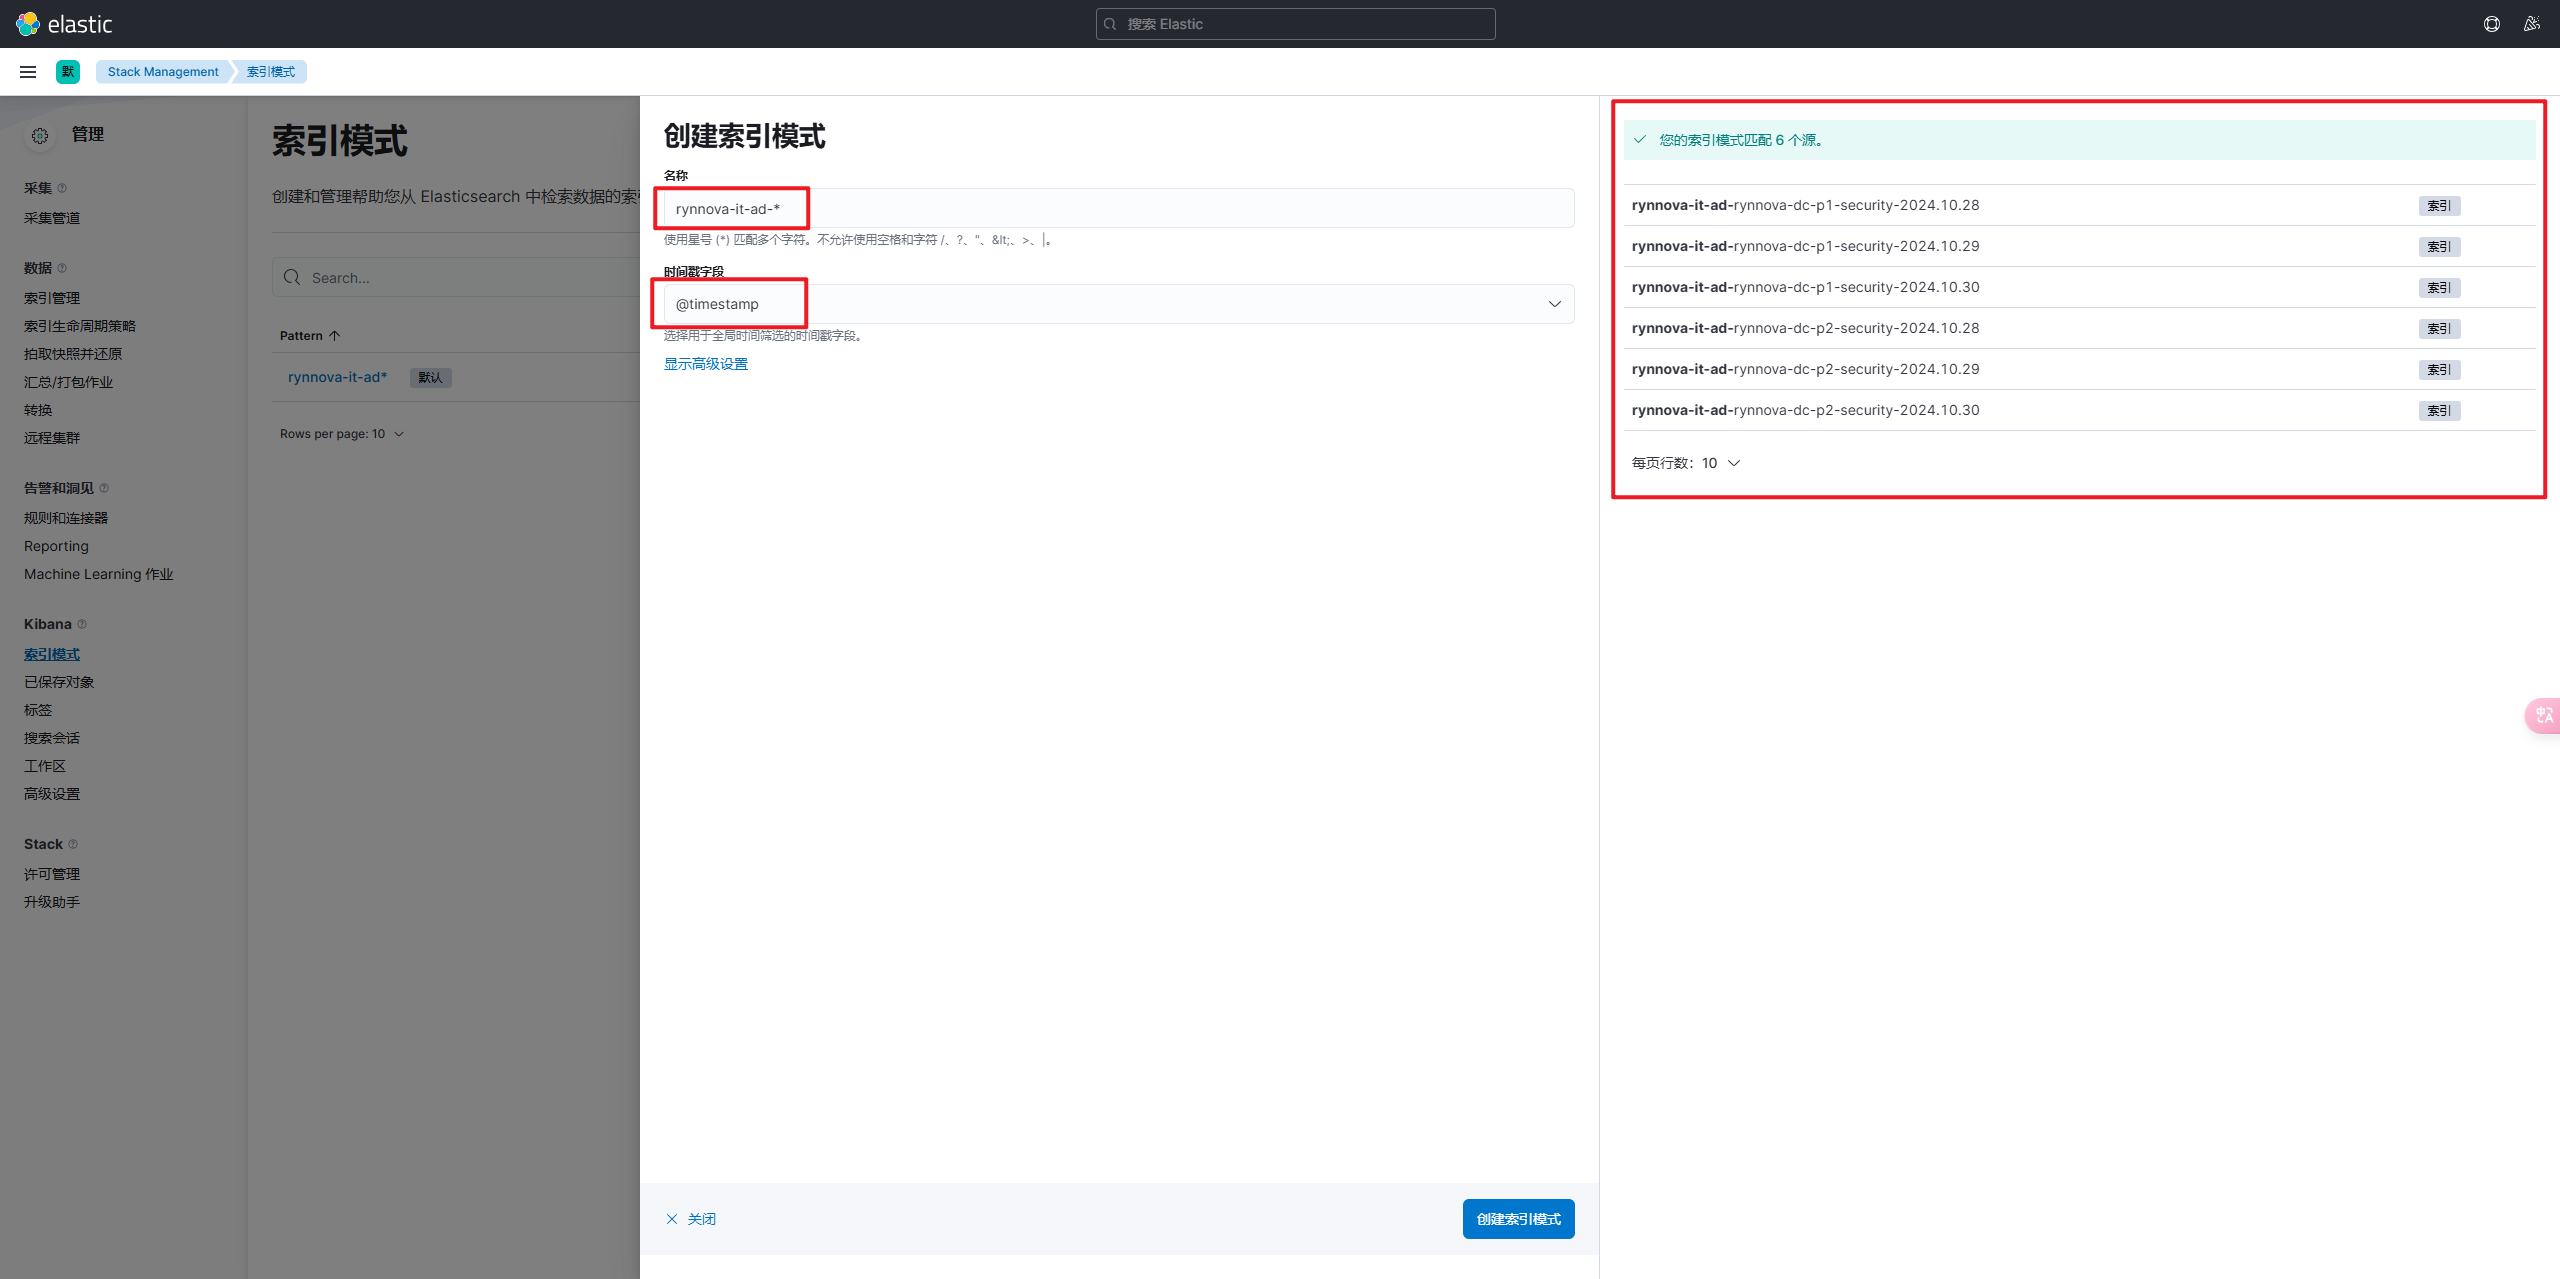 elastic
搜索 Elastic
默
Stack Management
索引模式
管理
采集
采集管道
数据
索引管理
索引生命周期策略
拍取快照并还原
汇总/打包作业
转换
远程集群
告警和洞见
规则和连接器
Reporting
Machine Learning 作业
Kibana
索引模式
已保存对象
标签
搜索会话
工作区
高级设置
Stack
许可管理
升级助手
索引模式
创建和管理帮助您从 Elasticsearch 中检索数据的索
Search...
Pattern
rynnova-it-ad* 默认
Rows per page: 10
创建索引模式
名称
rynnova-it-ad-*
使用星号 (*) 匹配多个字符。不允许使用空格和字符 /、?、"、&lt;、>、|。
时间戳字段
@timestamp
选择用于全局时间筛选的时间戳字段。
显示高级设置
关闭
创建索引模式
您的索引模式匹配 6 个源。
rynnova-it-ad-rynnova-dc-p1-security-2024.10.28 索引
rynnova-it-ad-rynnova-dc-p1-security-2024.10.29 索引
rynnova-it-ad-rynnova-dc-p1-security-2024.10.30 索引
rynnova-it-ad-rynnova-dc-p2-security-2024.10.28 索引
rynnova-it-ad-rynnova-dc-p2-security-2024.10.29 索引
rynnova-it-ad-rynnova-dc-p2-security-2024.10.30 索引
每页行数: 10